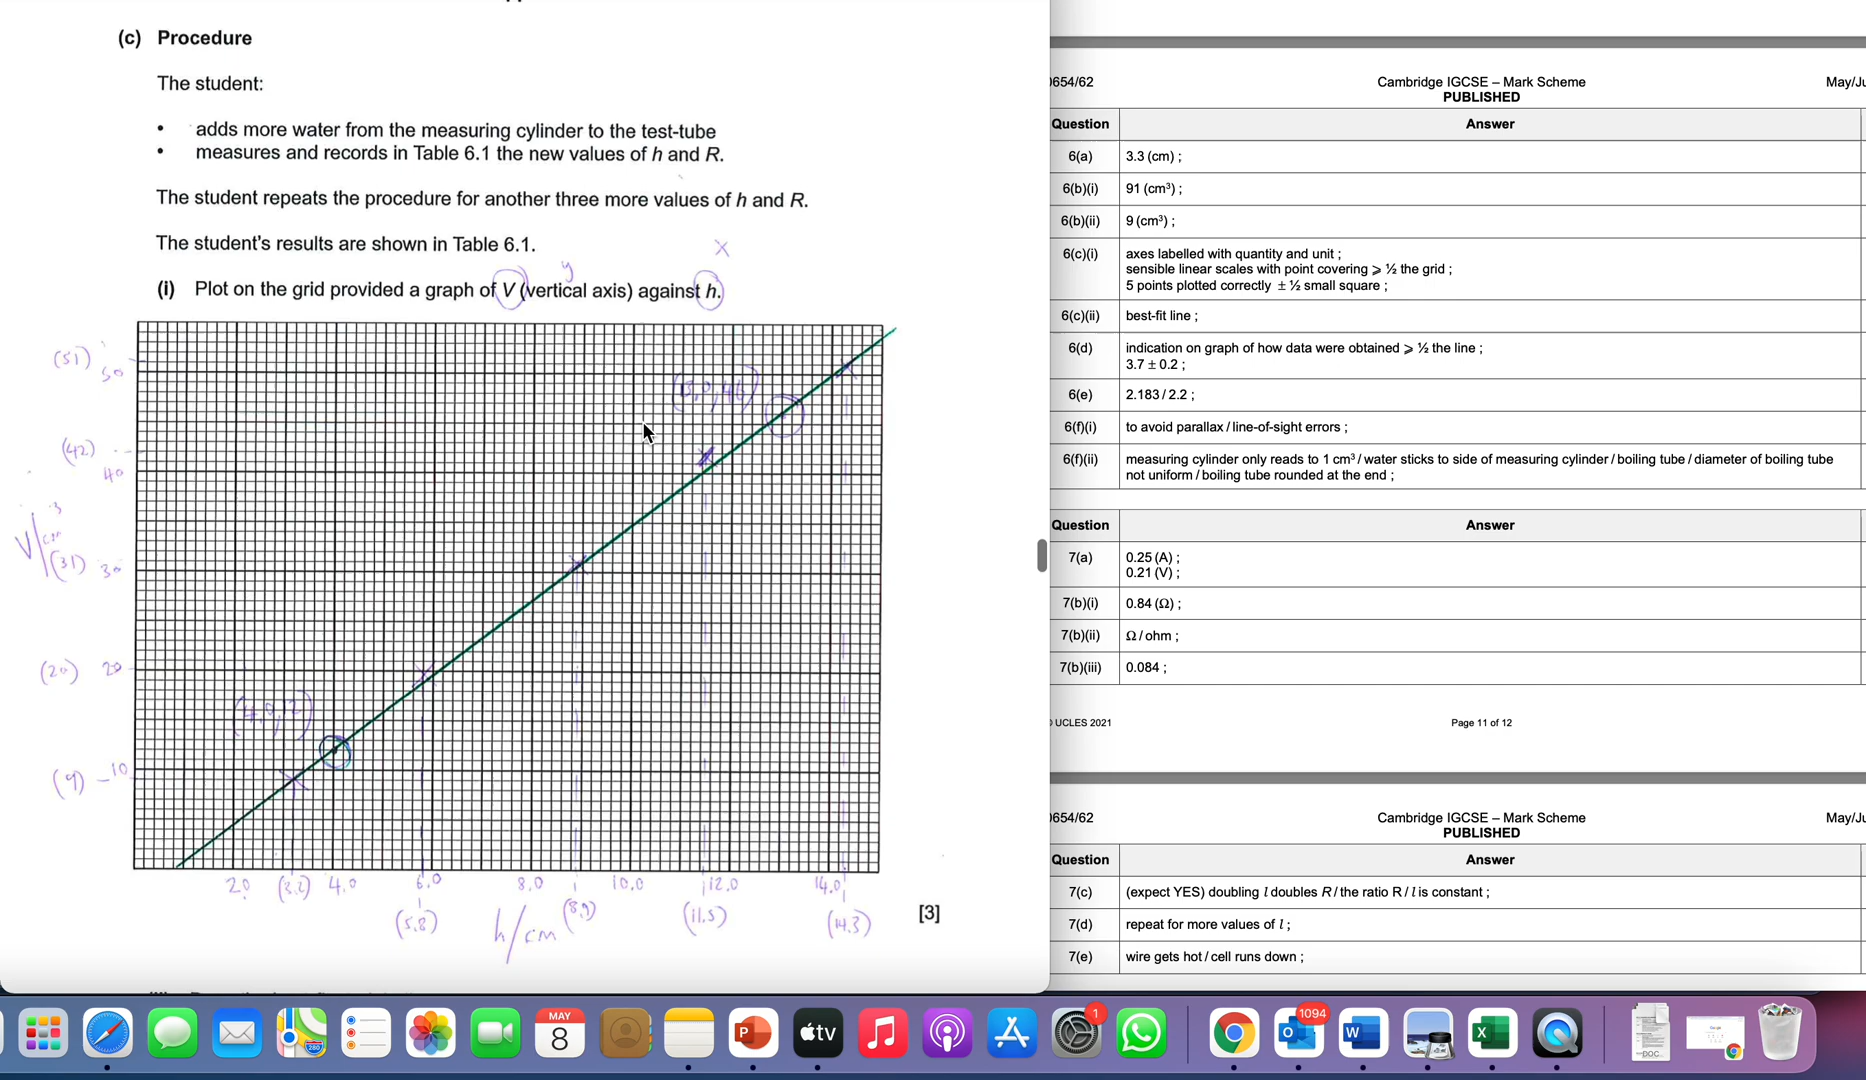 (c) Procedure
The student:
• adds more water from the measuring cylinder to the test-tube
• measures and records in Table 6.1 the new values of h and R.
The student repeats the procedure for another three more values of h and R.
The student's results are shown in Table 6.1.
x
y
(i) Plot on the grid provided a graph of V (vertical axis) against h.
(51)
50
(42)
40
V/cm³
(31) 30
(20) 20
(9) 10
(13.0, 46)
2.0 (3.2) 4.0 6.0 8.0 10.0 12.0 14.0
(5.8) (8.9) (11.5) (14.3)
h/cm
[3]
0654/62
Cambridge IGCSE – Mark Scheme
PUBLISHED
Question Answer
6(a) 3.3 (cm) ;
6(b)(i) 91 (cm³) ;
6(b)(ii) 9 (cm³) ;
6(c)(i) axes labelled with quantity and unit ;
sensible linear scales with point covering ⩾ ½ the grid ;
5 points plotted correctly ± ½ small square ;
6(c)(ii) best-fit line ;
6(d) indication on graph of how data were obtained ⩾ ½ the line ;
3.7 ± 0.2 ;
6(e) 2.183 / 2.2 ;
6(f)(i) to avoid parallax / line-of-sight errors ;
6(f)(ii) measuring cylinder only reads to 1 cm³ / water sticks to side of measuring cylinder / boiling tube / diameter of boiling tube
not uniform / boiling tube rounded at the end ;
Question Answer
7(a) 0.25 (A) ;
0.21 (V) ;
7(b)(i) 0.84 (Ω) ;
7(b)(ii) Ω / ohm ;
7(b)(iii) 0.084 ;
UCLES 2021
Page 11 of 12
0654/62
Cambridge IGCSE – Mark Scheme
PUBLISHED
Question Answer
7(c) (expect YES) doubling l doubles R / the ratio R / l is constant ;
7(d) repeat for more values of l ;
7(e) wire gets hot / cell runs down ;
MAY
8
280
P
tv
1
1094
O
W
X
DOC
Google